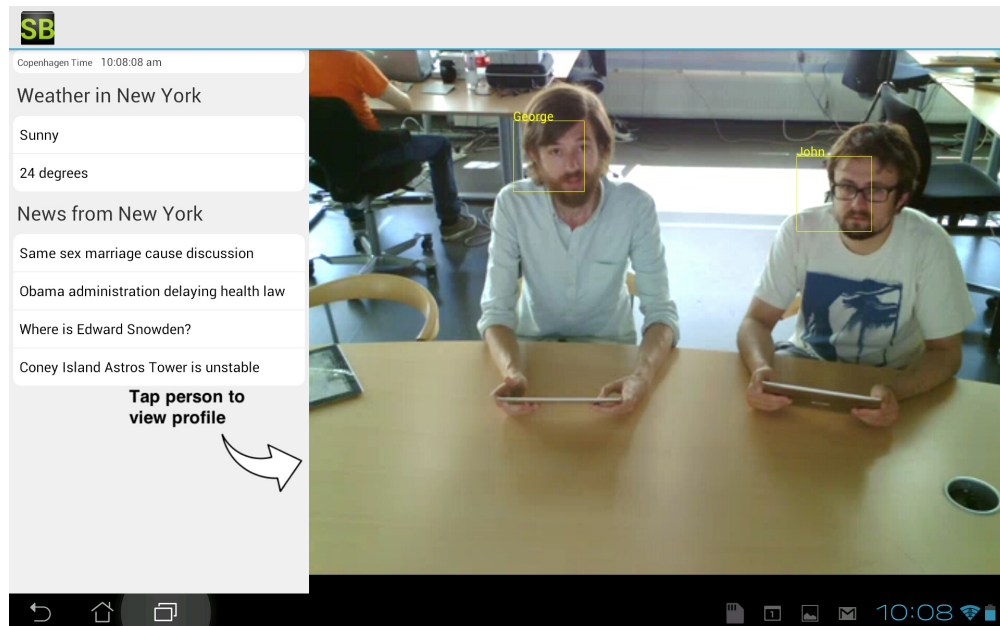 SB
Copenhagen Time 10:08:08 am
Weather in New York
Sunny
24 degrees
News from New York
Same sex marriage cause discussion
Obama administration delaying health law
Where is Edward Snowden?
Coney Island Astros Tower is unstable
Tap person to
view profile
George
John
1
10:08